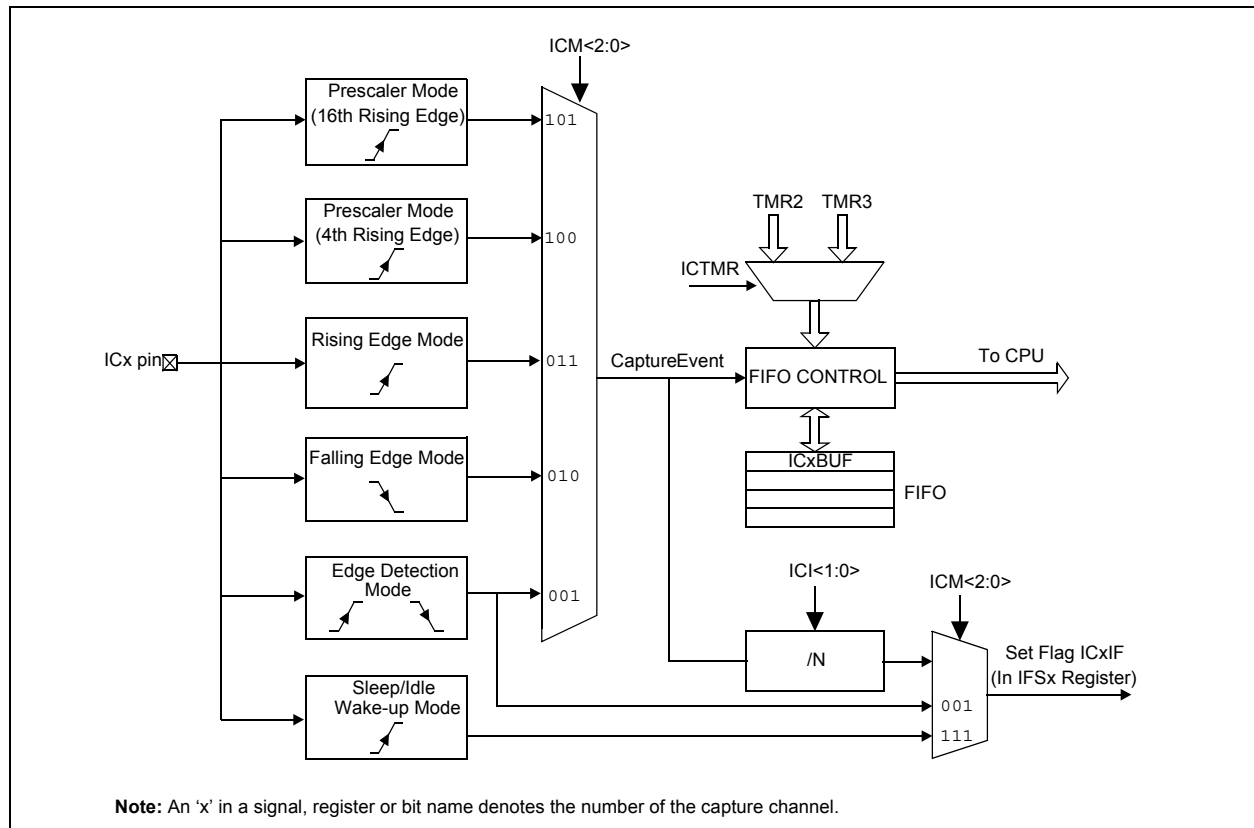 ICM<2:0>
Prescaler Mode
(16th Rising Edge)
101
Prescaler Mode
(4th Rising Edge)
100
TMR2 TMR3
ICTMR
ICx pin
Rising Edge Mode
011
CaptureEvent
FIFO CONTROL
To CPU
Falling Edge Mode
010
ICxBUF
FIFO
Edge Detection
Mode
001
ICI<1:0>
ICM<2:0>
/N
Set Flag ICxIF
(In IFSx Register)
Sleep/Idle
Wake-up Mode
001
111
Note: An ‘x’ in a signal, register or bit name denotes the number of the capture channel.